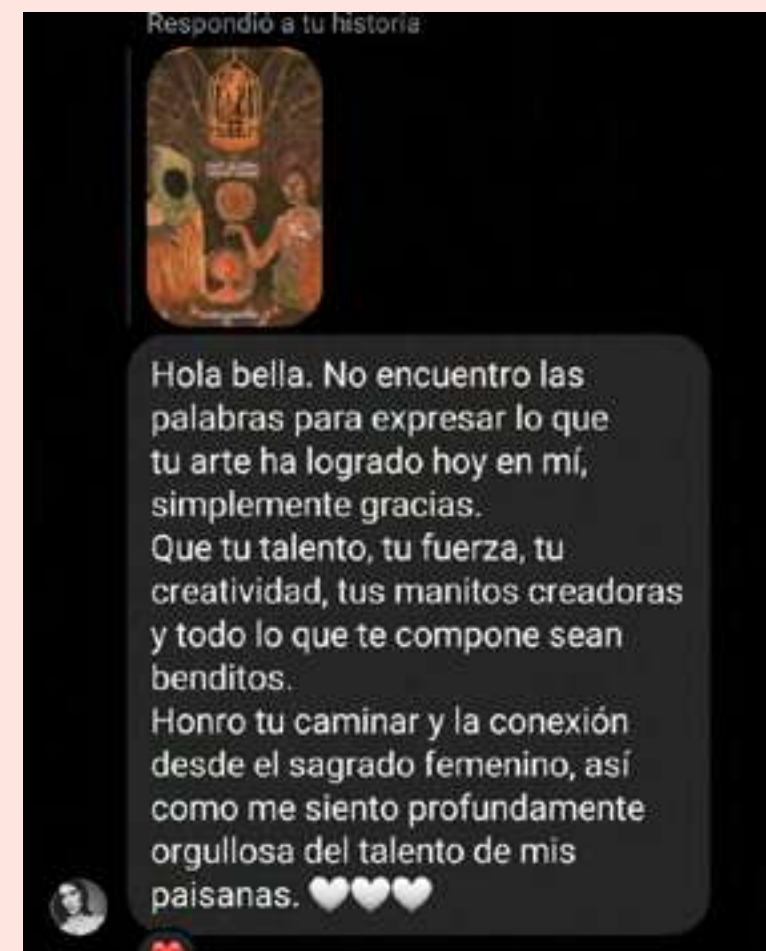 Respondió a tu historia
Hola bella. No encuentro las
palabras para expresar lo que
tu arte ha logrado hoy en mí,
simplemente gracias.
Que tu talento, tu fuerza, tu
creatividad, tus manitos creadoras
y todo lo que te compone sean
benditos.
Honro tu caminar y la conexión
desde el sagrado femenino, así
como me siento profundamente
orgullosa del talento de mis
paisanas. 🤍🤍🤍